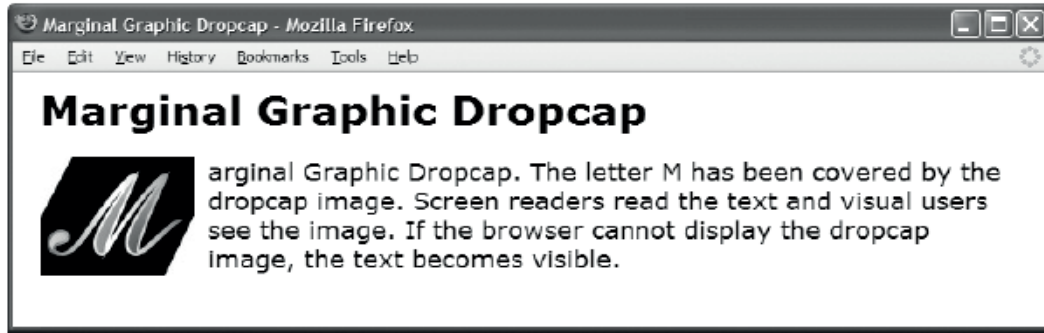 Marginal Graphic Dropcap - Mozilla Firefox
File Edit View History Bookmarks Tools Help
Marginal Graphic Dropcap
M
arginal Graphic Dropcap. The letter M has been covered by the
dropcap image. Screen readers read the text and visual users
see the image. If the browser cannot display the dropcap
image, the text becomes visible.